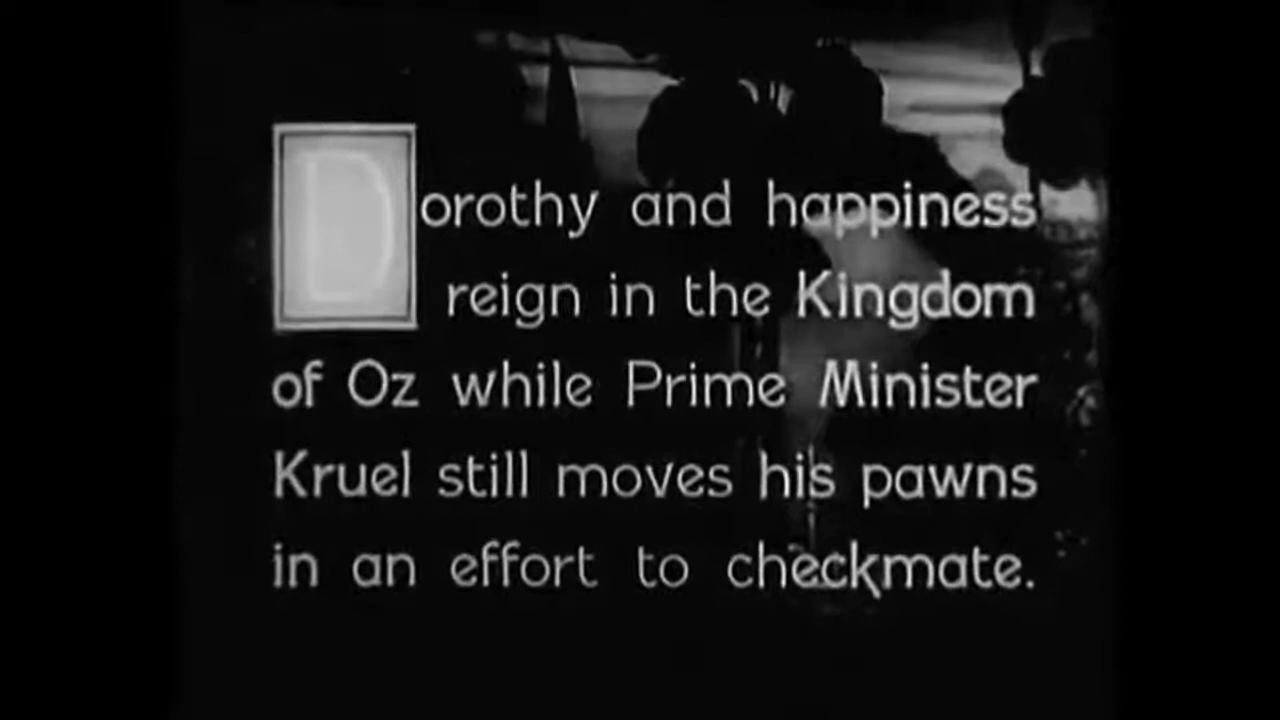 Dorothy and happiness
reign in the Kingdom
of Oz while Prime Minister
Kruel still moves his pawns
in an effort to checkmate.